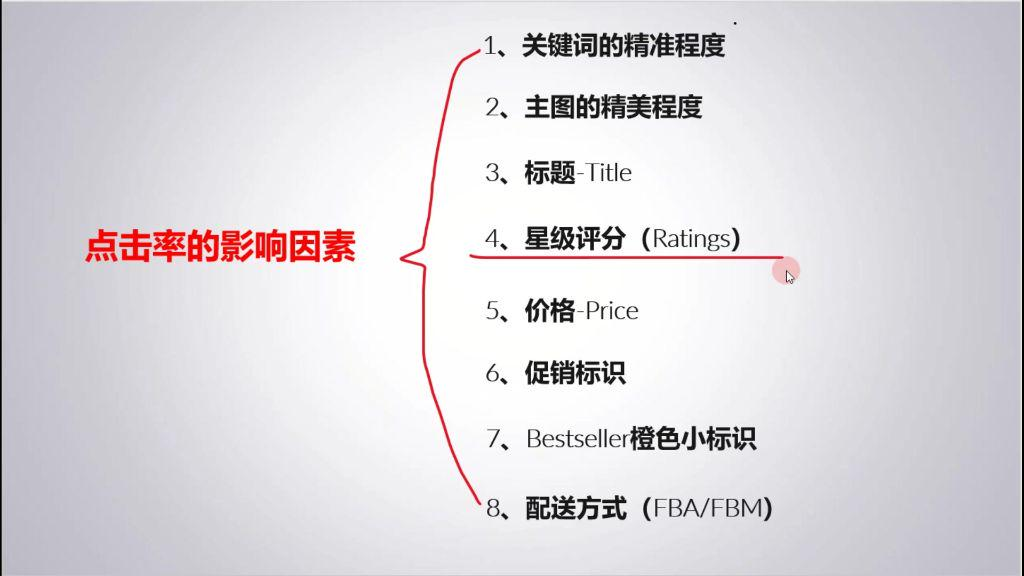 点击率的影响因素
1、关键词的精准程度
2、主图的精美程度
3、标题-Title
4、星级评分（Ratings）
5、价格-Price
6、促销标识
7、Bestseller橙色小标识
8、配送方式（FBA/FBM）